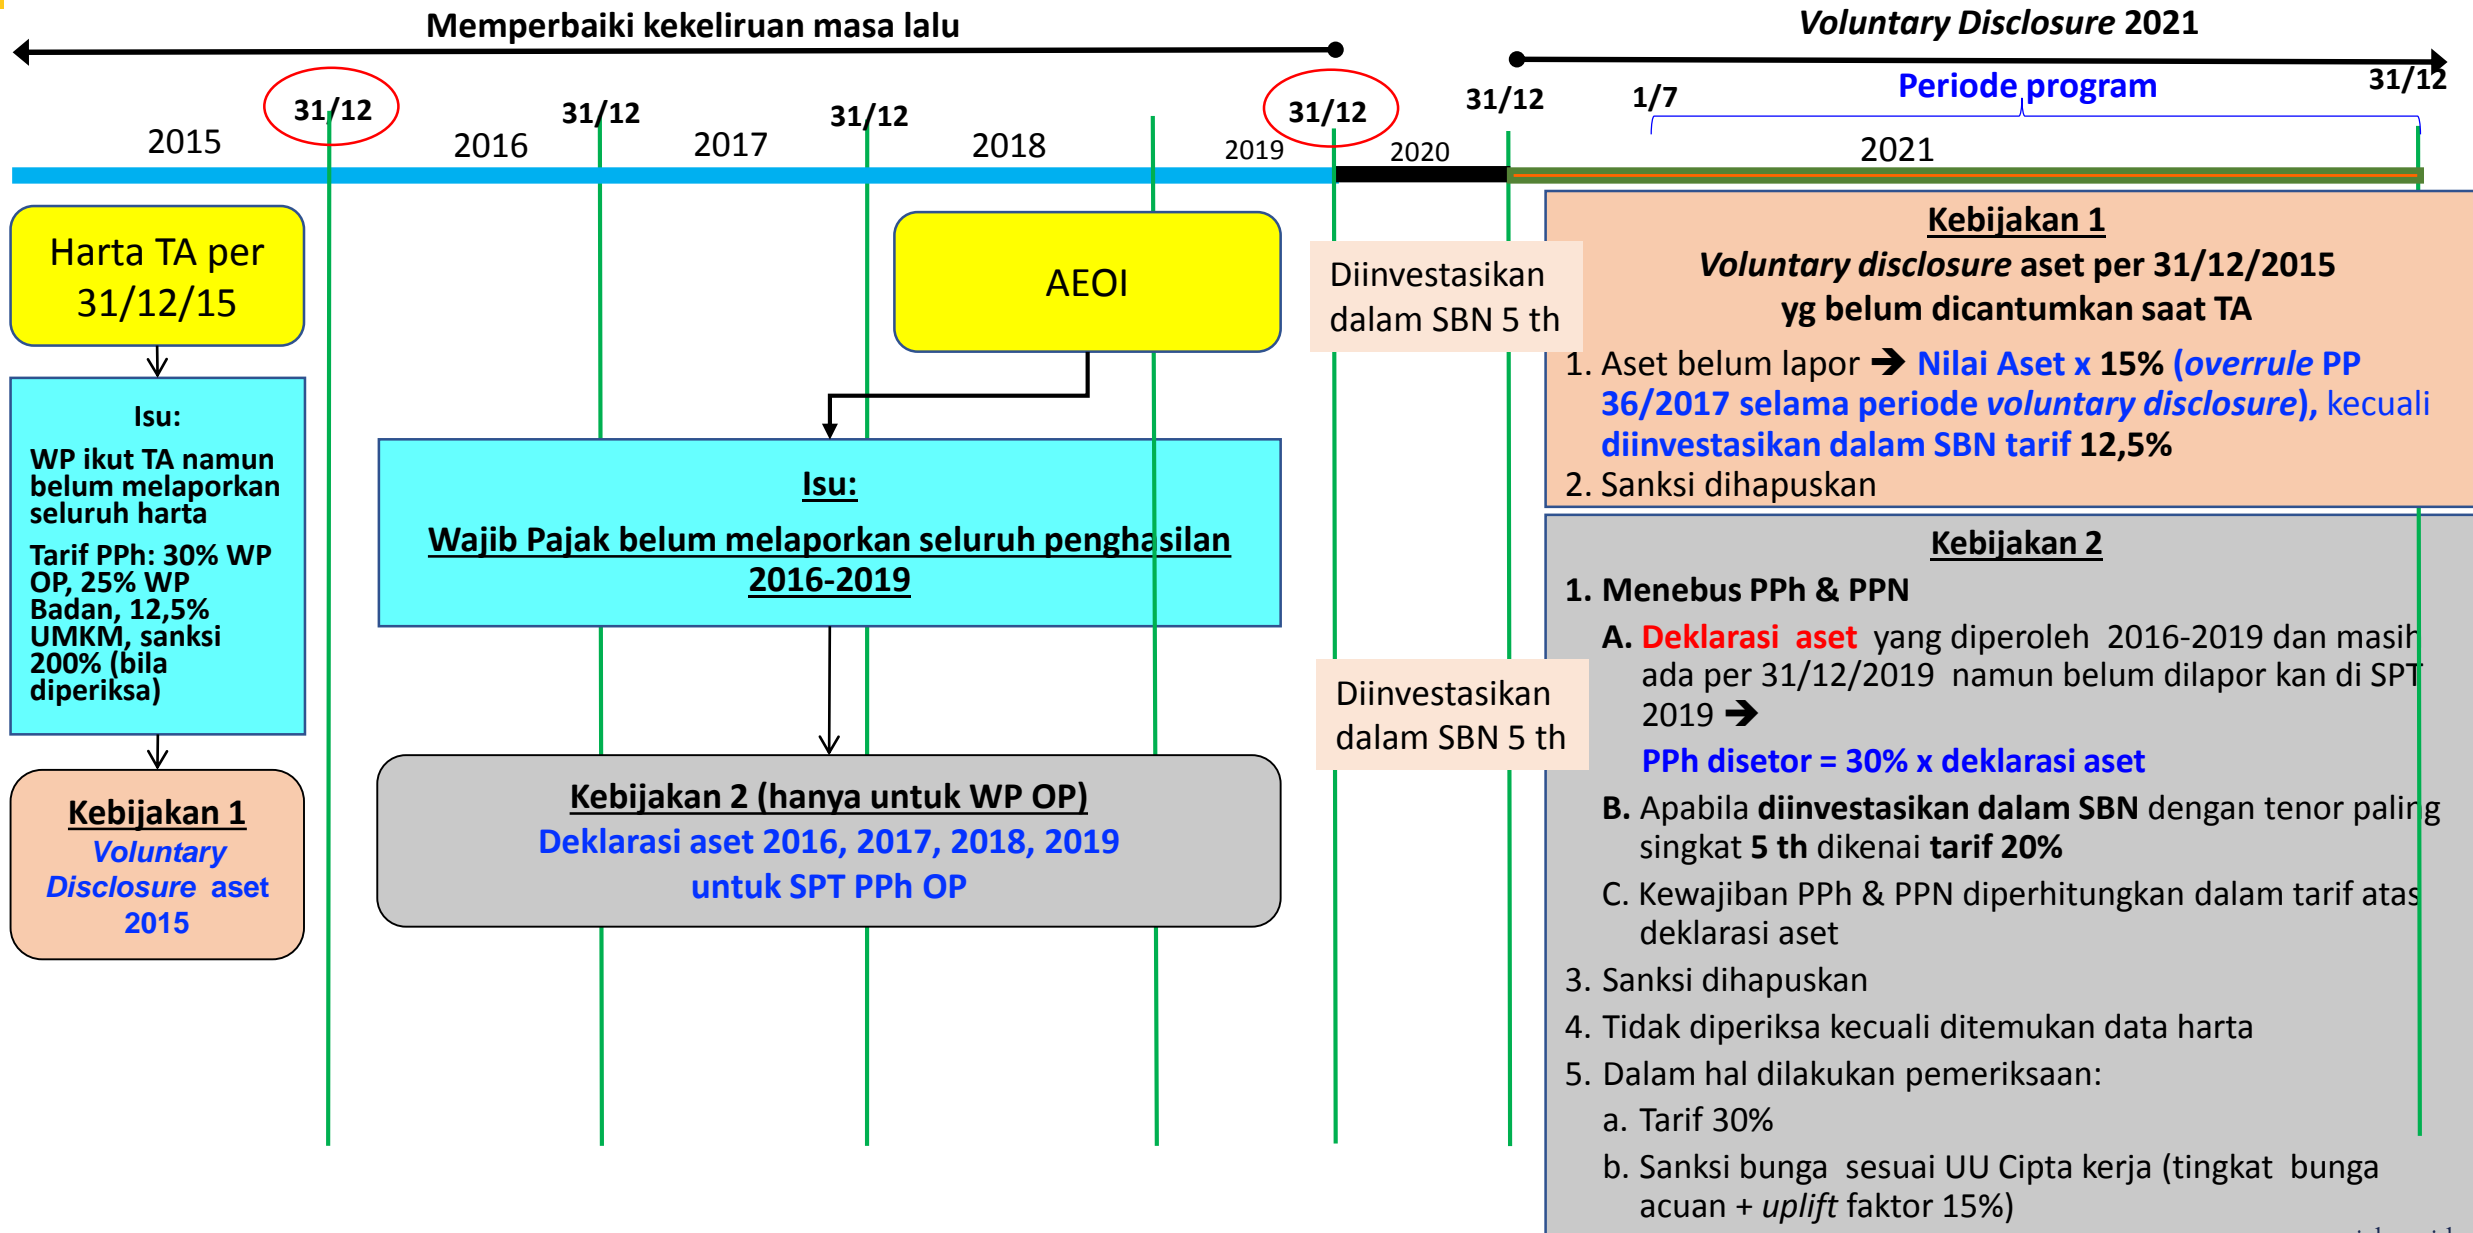 Memperbaiki kekeliruan masa lalu
Voluntary Disclosure 2021
31/12
31/12
31/12
31/12
31/12
1/7
Periode program
31/12
2015
2016
2017
2018
2019
2020
2021
Harta TA per
31/12/15
Isu:
WP ikut TA namun
belum melaporkan
seluruh harta
Tarif PPh: 30% WP
OP, 25% WP
Badan, 12,5%
UMKM, sanksi
200% (bila
diperiksa)
Kebijakan 1
Voluntary
Disclosure aset
2015
AEOI
Isu:
Wajib Pajak belum melaporkan seluruh penghasilan
2016-2019
Kebijakan 2 (hanya untuk WP OP)
Deklarasi aset 2016, 2017, 2018, 2019
untuk SPT PPh OP
Diinvestasikan
dalam SBN 5 th
Diinvestasikan
dalam SBN 5 th
Kebijakan 1
Voluntary disclosure aset per 31/12/2015
yg belum dicantumkan saat TA
1. Aset belum lapor ➔ Nilai Aset x 15% (overrule PP
36/2017 selama periode voluntary disclosure), kecuali
diinvestasikan dalam SBN tarif 12,5%
2. Sanksi dihapuskan
Kebijakan 2
1. Menebus PPh & PPN
A. Deklarasi aset yang diperoleh 2016-2019 dan masih
ada per 31/12/2019 namun belum dilapor kan di SPT
2019 ➔
PPh disetor = 30% x deklarasi aset
B. Apabila diinvestasikan dalam SBN dengan tenor paling
singkat 5 th dikenai tarif 20%
C. Kewajiban PPh & PPN diperhitungkan dalam tarif atas
deklarasi aset
3. Sanksi dihapuskan
4. Tidak diperiksa kecuali ditemukan data harta
5. Dalam hal dilakukan pemeriksaan:
a. Tarif 30%
b. Sanksi bunga sesuai UU Cipta kerja (tingkat bunga
acuan + uplift faktor 15%)